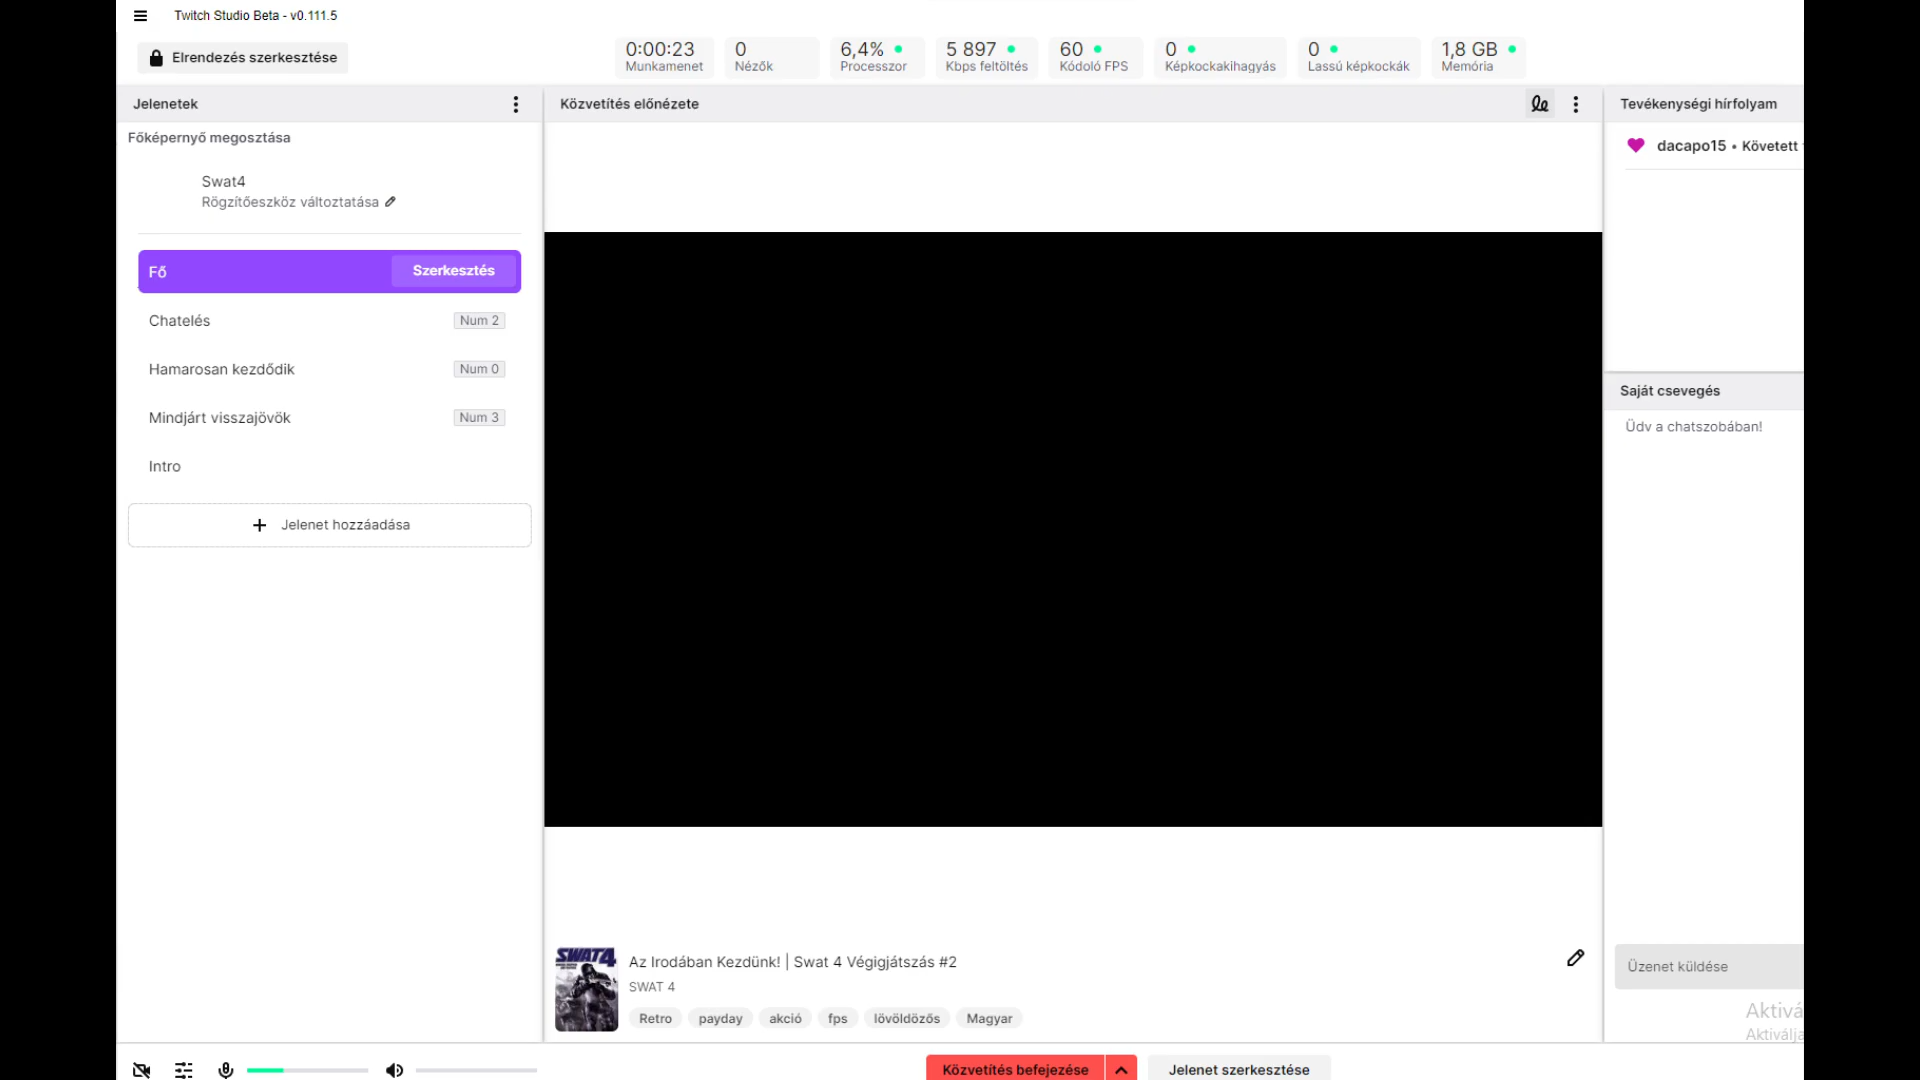 Twitch Studio Beta - v0.111.5
Elrendezés szerkesztése
0:00:23
Munkamenet
0
Nézők
6,4%
Processzor
5 897
Kbps feltöltés
60
Kódoló FPS
0
Képkockakihagyás
0
Lassú képkockák
1,8 GB
Memória
Jelenetek
Főképernyő megosztása
Swat4
Rögzítőeszköz változtatása
Fő
Szerkesztés
Chatelés
Num 2
Hamarosan kezdődik
Num 0
Mindjárt visszajövök
Num 3
Intro
+ Jelenet hozzáadása
Közvetítés előnézete
SWAT4
Az Irodában Kezdünk! | Swat 4 Végigjátszás #2
SWAT 4
Retro payday akció fps lövöldözős Magyar
Tevékenységi hírfolyam
dacapo15 • Követett
Saját csevegés
Üdv a chatszobában!
Üzenet küldése
Aktivá
Aktiválja
Közvetítés befejezése
Jelenet szerkesztése